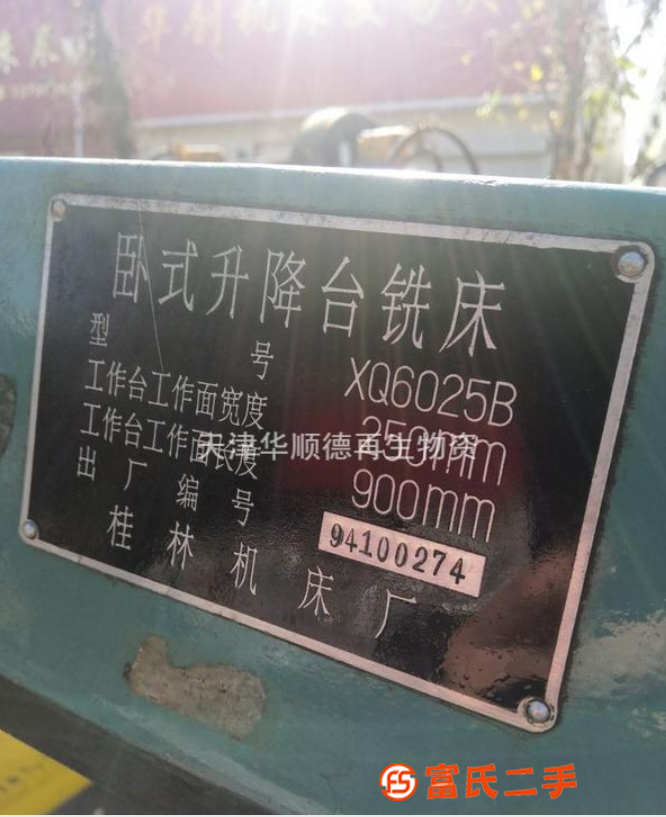 卧式升降台铣床
型号 XQ6025B
工作台工作面宽度 250mm
工作台工作面长度 900mm
出厂编号 94100274
桂林机床厂
天津华顺德再生物资
FS 富氏二手